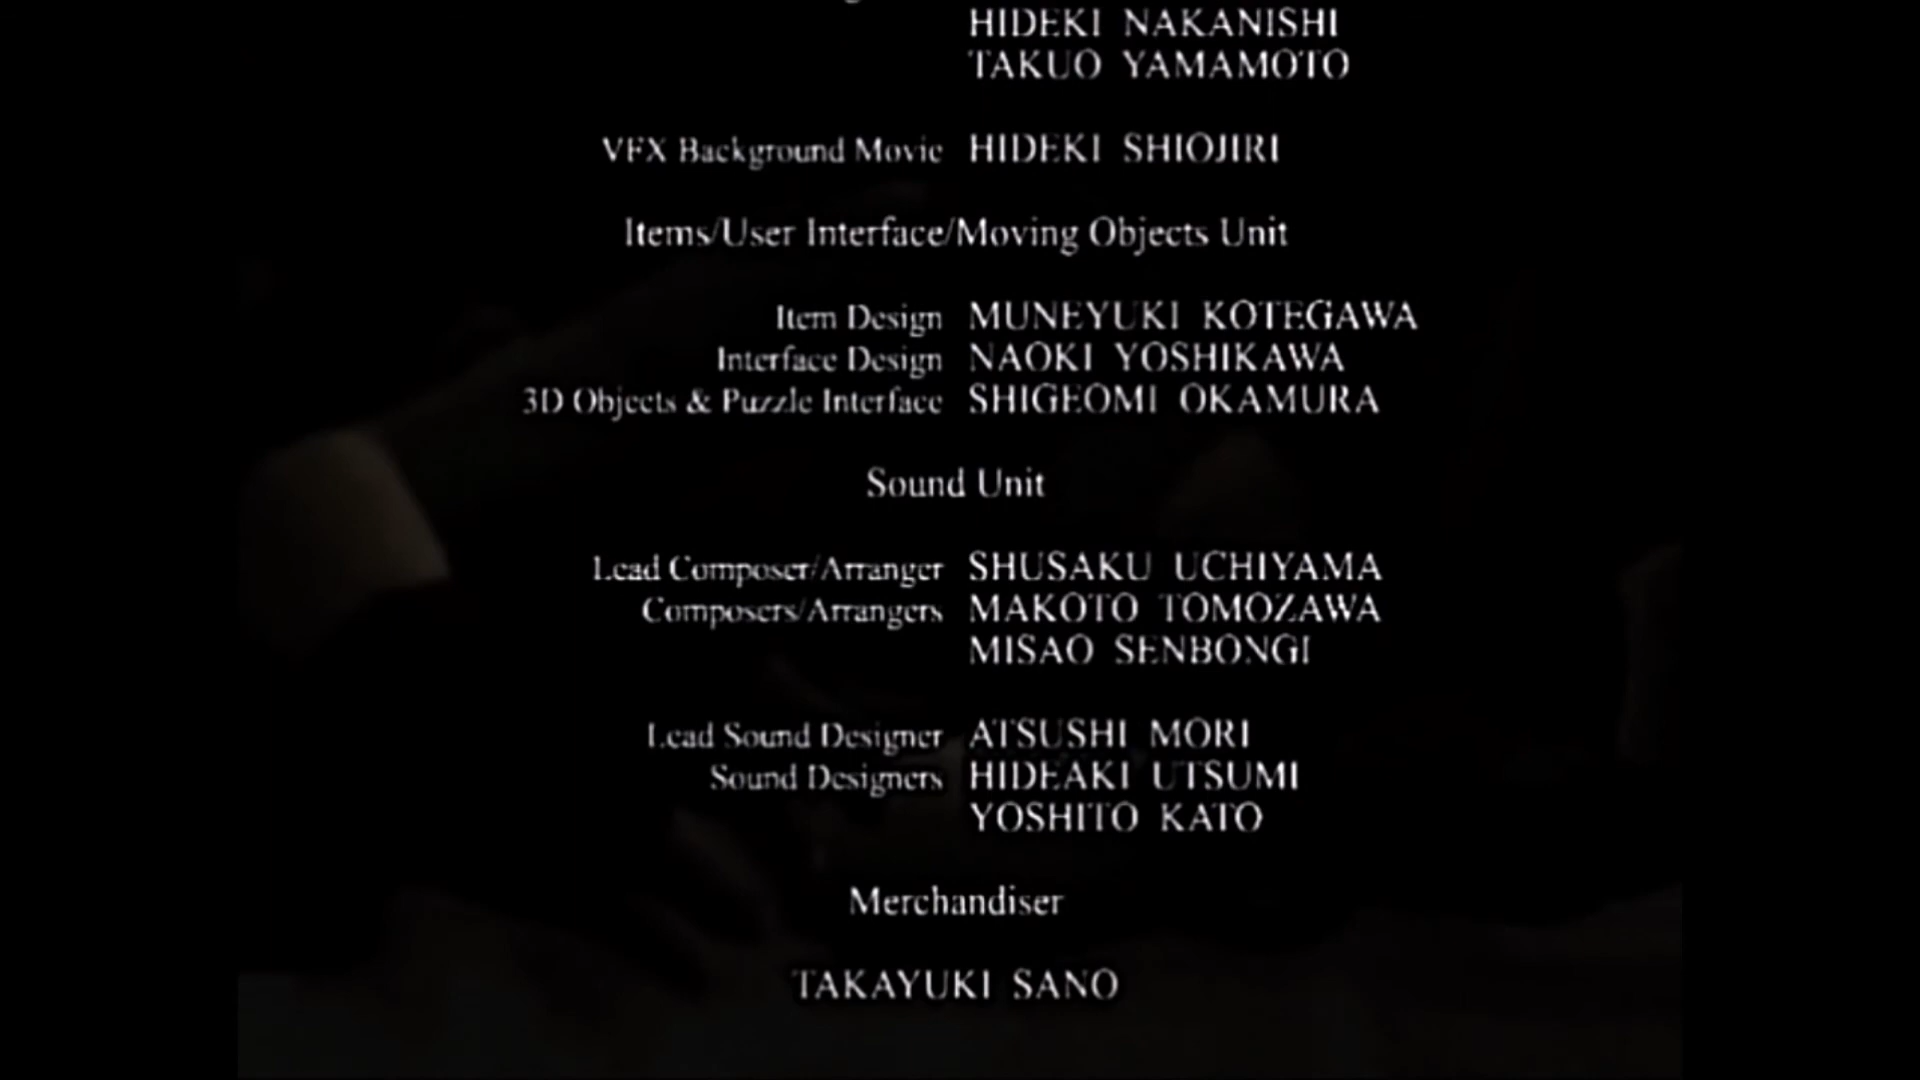 HIDEKI NAKANISHI
TAKUO YAMAMOTO
VFX Background Movie HIDEKI SHIOJIRI
Items/User Interface/Moving Objects Unit
Item Design MUNEYUKI KOTEGAWA
Interface Design NAOKI YOSHIKAWA
3D Objects & Puzzle Interface SHIGEOMI OKAMURA
Sound Unit
Lead Composer/Arranger SHUSAKU UCHIYAMA
Composers/Arrangers MAKOTO TOMOZAWA
MISAO SENBONGI
Lead Sound Designer ATSUSHI MORI
Sound Designers HIDEAKI UTSUMI
YOSHITO KATO
Merchandiser
TAKAYUKI SANO